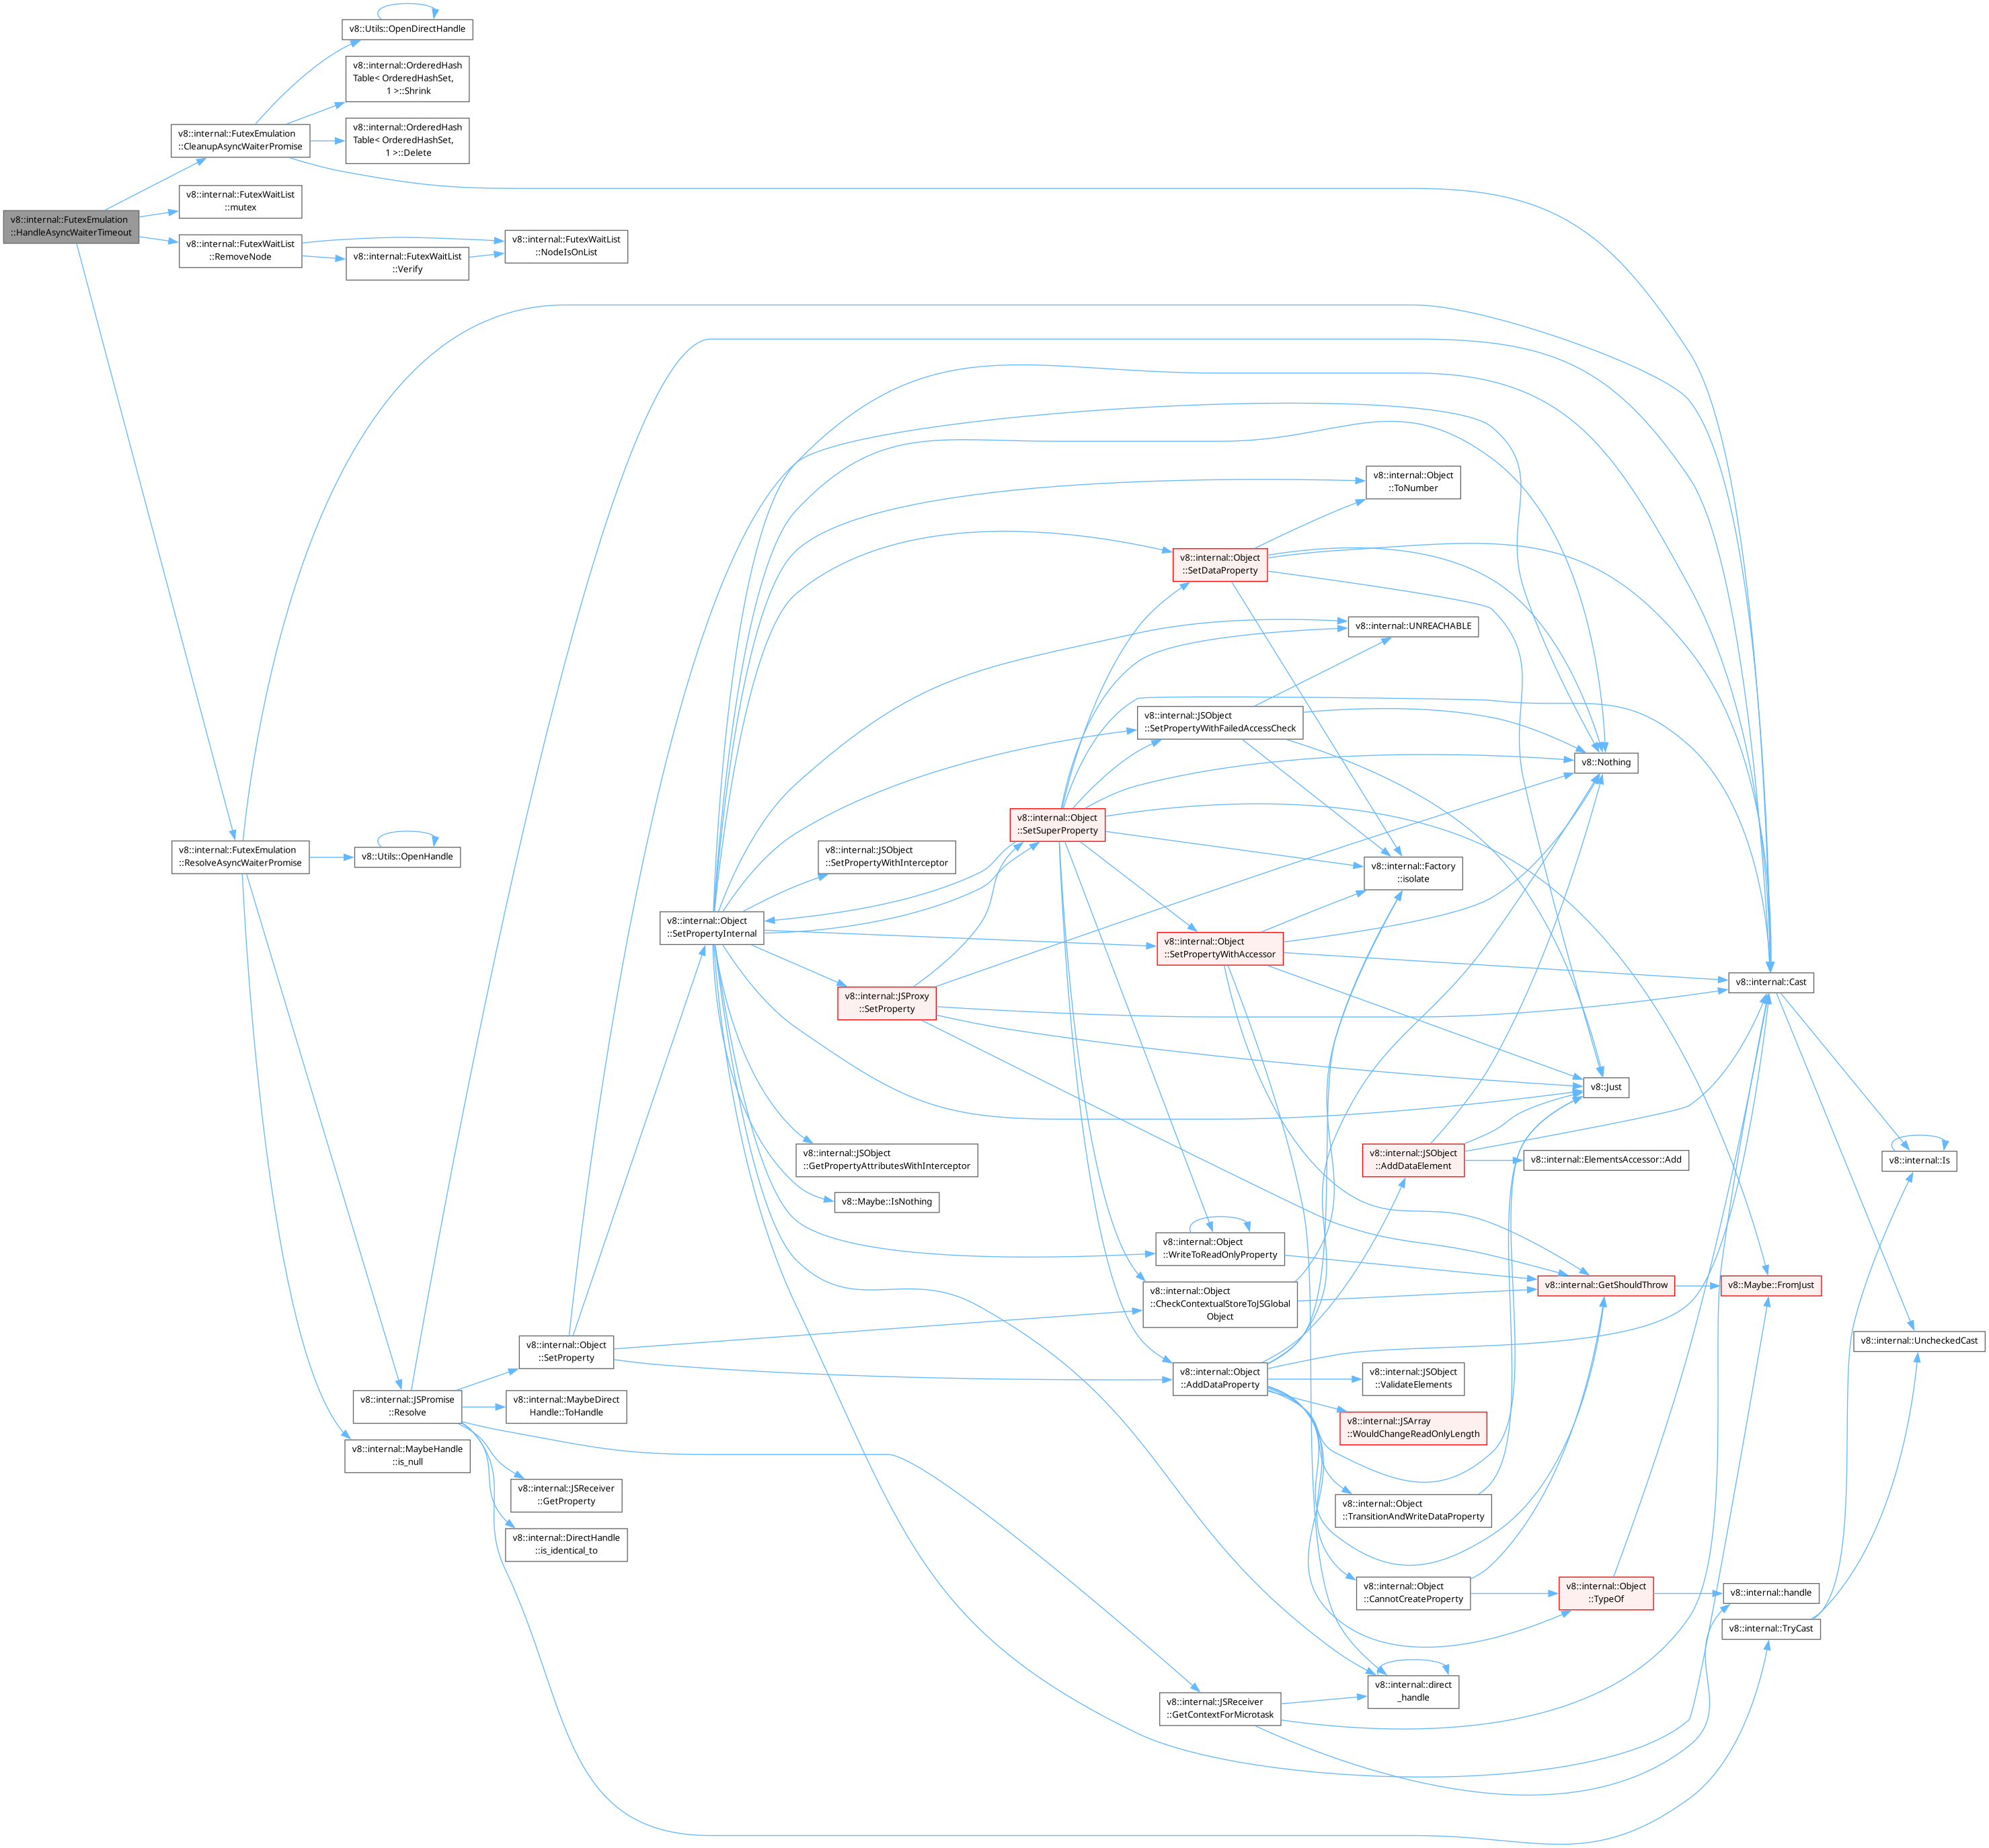 v8::Utils::OpenDirectHandle
v8::internal::OrderedHash
Table< OrderedHashSet,
1 >::Shrink
v8::internal::FutexEmulation
::CleanupAsyncWaiterPromise
v8::internal::OrderedHash
Table< OrderedHashSet,
1 >::Delete
v8::internal::FutexEmulation
::HandleAsyncWaiterTimeout
v8::internal::FutexWaitList
::mutex
v8::internal::FutexWaitList
::RemoveNode
v8::internal::FutexWaitList
::Verify
v8::internal::FutexWaitList
::NodeIsOnList
v8::internal::Object
::ToNumber
v8::internal::Object
::SetDataProperty
v8::internal::UNREACHABLE
v8::internal::JSObject
::SetPropertyWithFailedAccessCheck
v8::Nothing
v8::internal::Object
::SetSuperProperty
v8::internal::FutexEmulation
::ResolveAsyncWaiterPromise
v8::Utils::OpenHandle
v8::internal::JSObject
::SetPropertyWithInterceptor
v8::internal::Factory
::isolate
v8::internal::Object
::SetPropertyInternal
v8::internal::Object
::SetPropertyWithAccessor
v8::internal::Cast
v8::internal::JSProxy
::SetProperty
v8::Just
v8::internal::JSObject
::GetPropertyAttributesWithInterceptor
v8::internal::JSObject
::AddDataElement
v8::internal::ElementsAccessor::Add
v8::internal::Is
v8::Maybe::IsNothing
v8::internal::Object
::WriteToReadOnlyProperty
v8::internal::Object
::CheckContextualStoreToJSGlobal
Object
v8::internal::GetShouldThrow
v8::Maybe::FromJust
v8::internal::UncheckedCast
v8::internal::Object
::SetProperty
v8::internal::Object
::AddDataProperty
v8::internal::JSObject
::ValidateElements
v8::internal::JSPromise
::Resolve
v8::internal::MaybeDirect
Handle::ToHandle
v8::internal::JSArray
::WouldChangeReadOnlyLength
v8::internal::MaybeHandle
::is_null
v8::internal::JSReceiver
::GetProperty
v8::internal::Object
::TransitionAndWriteDataProperty
v8::internal::DirectHandle
::is_identical_to
v8::internal::Object
::CannotCreateProperty
v8::internal::Object
::TypeOf
v8::internal::handle
v8::internal::TryCast
v8::internal::JSReceiver
::GetContextForMicrotask
v8::internal::direct
_handle